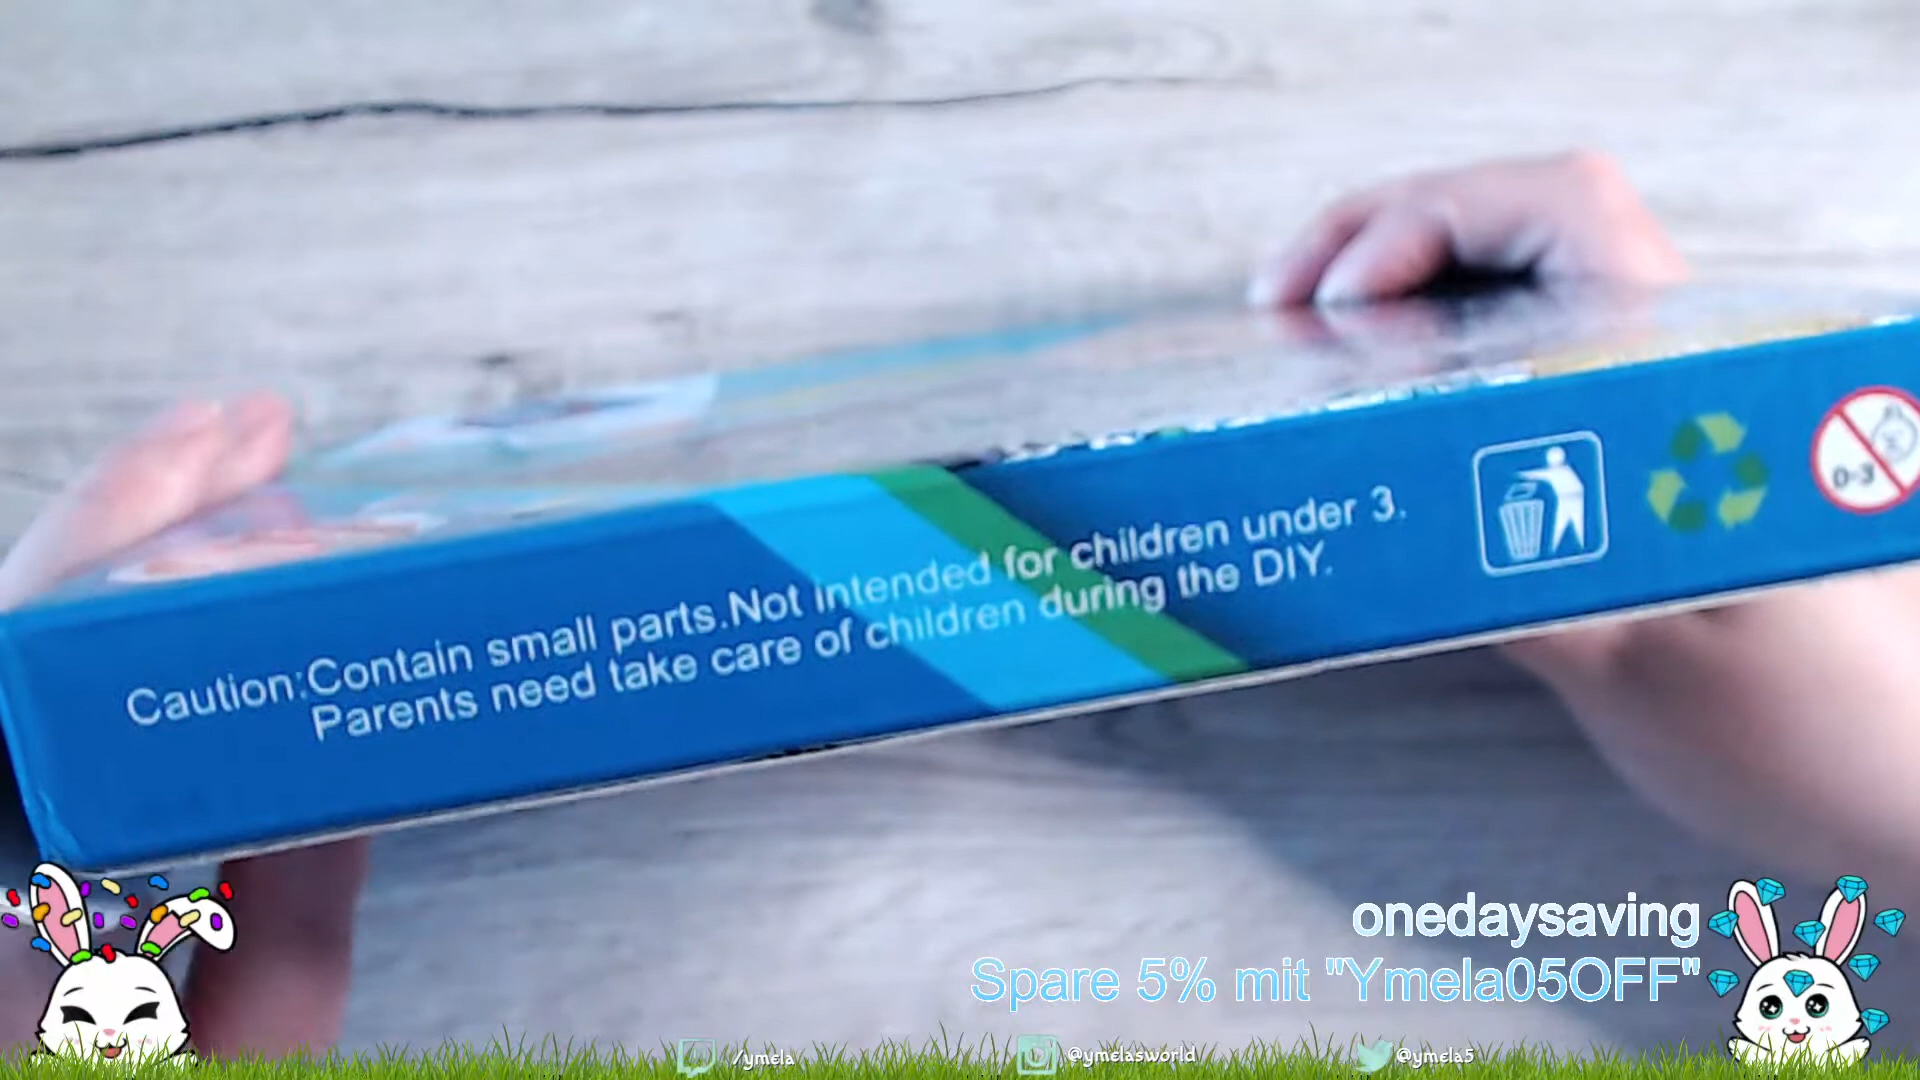 Caution:Contain small parts.Not intended for children under 3.
Parents need take care of children during the DIY.
0-3
onedaysaving
Spare 5% mit "Ymela05OFF"
/ymela
@ymelasworld
@ymela5